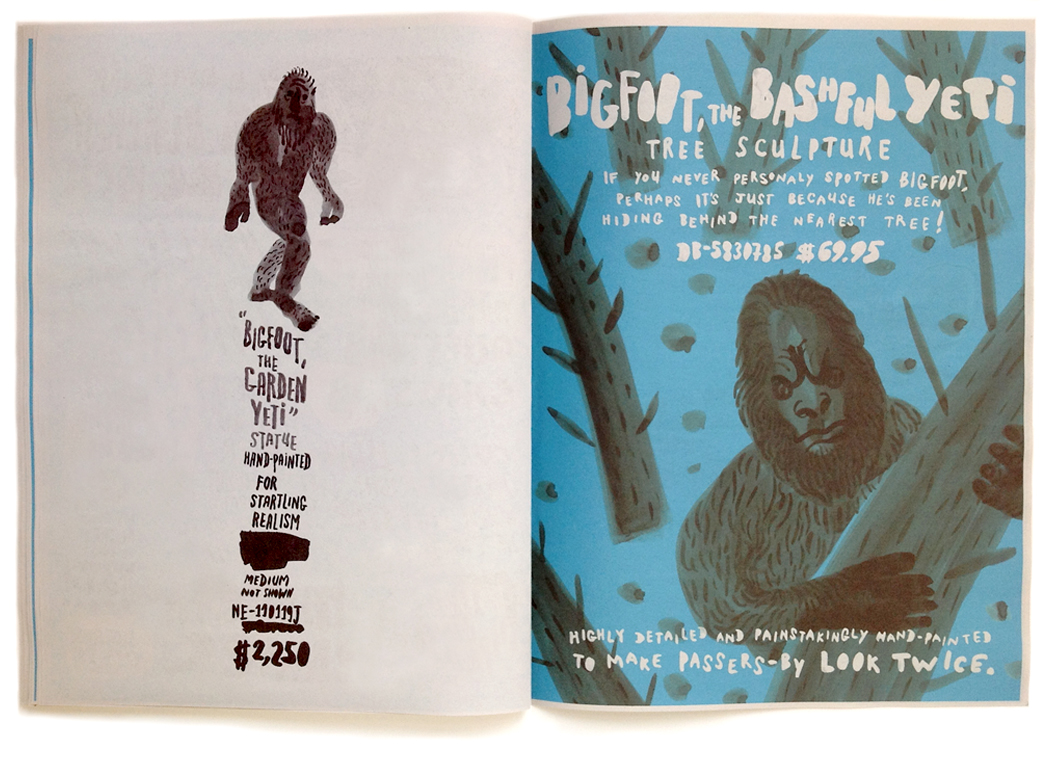 "BIGFOOT,
THE
GARDEN
YETI"
STATUE
HAND-PAINTED
FOR
STARTLING
REALISM
MEDIUM
NOT SHOWN
NE-110119J
$2,250
BIGFOOT, THE BASHFUL YETI
TREE SCULPTURE
IF YOU NEVER PERSONALY SPOTTED BIGFOOT,
PERHAPS IT'S JUST BECAUSE HE'S BEEN
HIDING BEHIND THE NEAREST TREE!
DB-5830785 $69.95
HIGHLY DETAILED AND PAINSTAKINGLY HAND-PAINTED
TO MAKE PASSERS-BY LOOK TWICE.